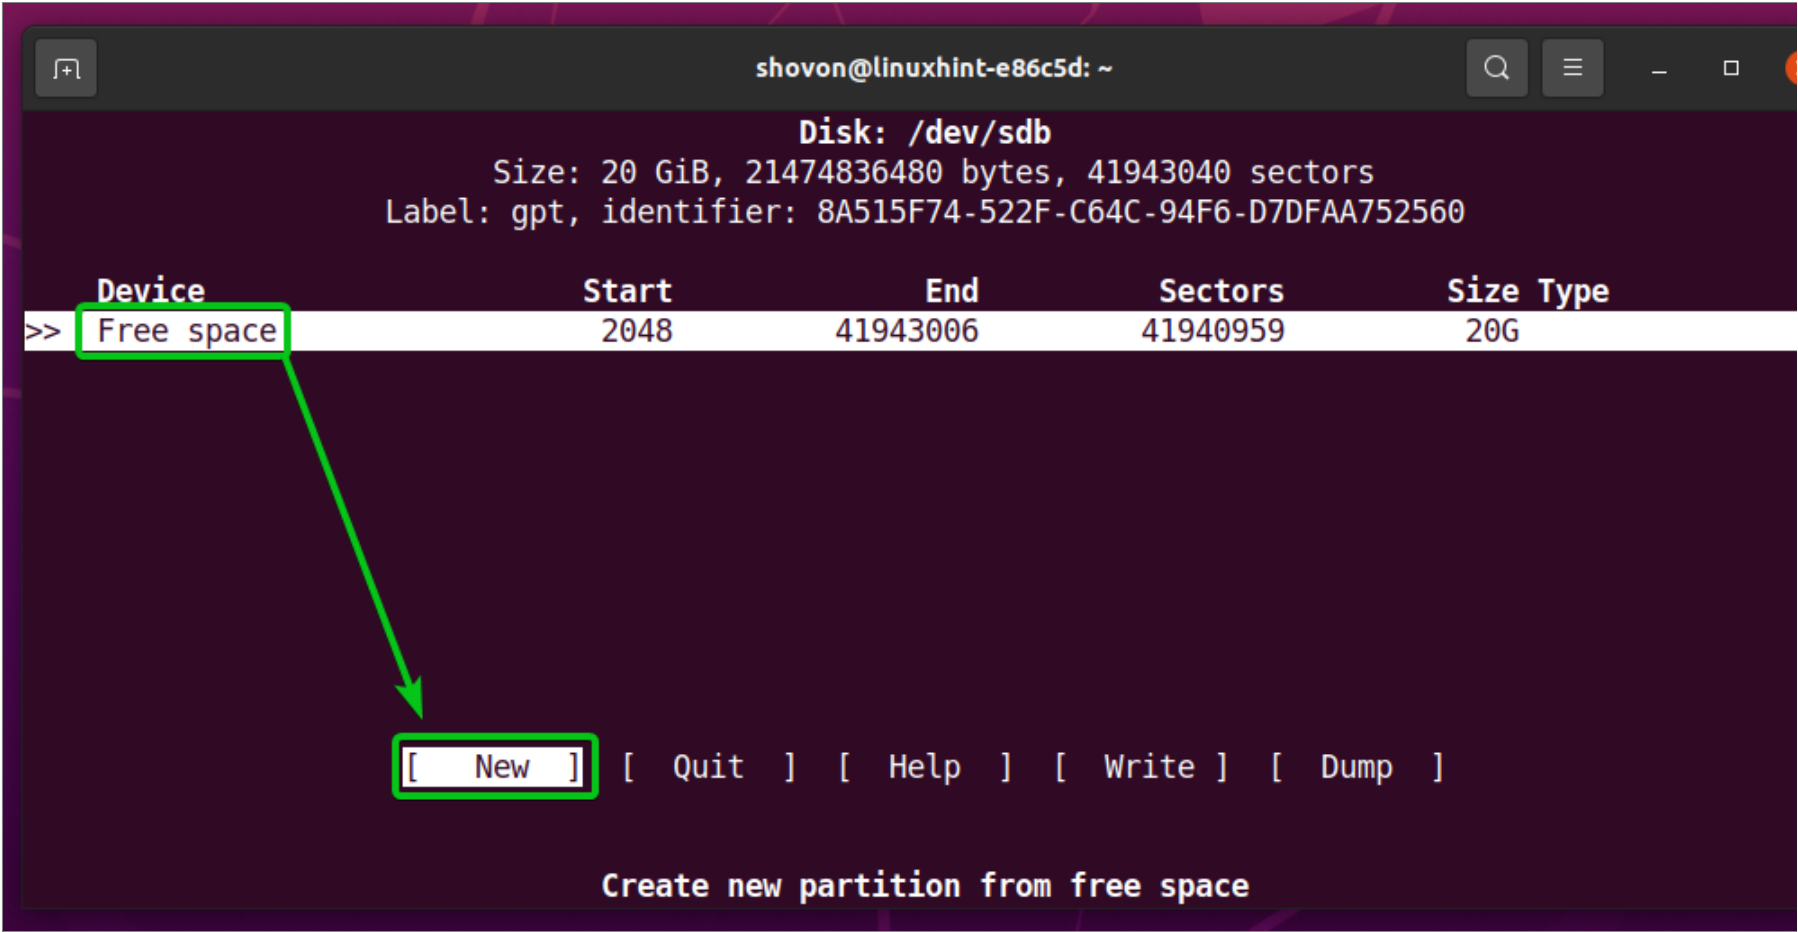 shovon@linuxhint-e86c5d: ~
Disk: /dev/sdb
Size: 20 GiB, 21474836480 bytes, 41943040 sectors
Label: gpt, identifier: 8A515F74-522F-C64C-94F6-D7DFAA752560
Device Start End Sectors Size Type
>> Free space 2048 41943006 41940959 20G
[ New ] [ Quit ] [ Help ] [ Write ] [ Dump ]
Create new partition from free space